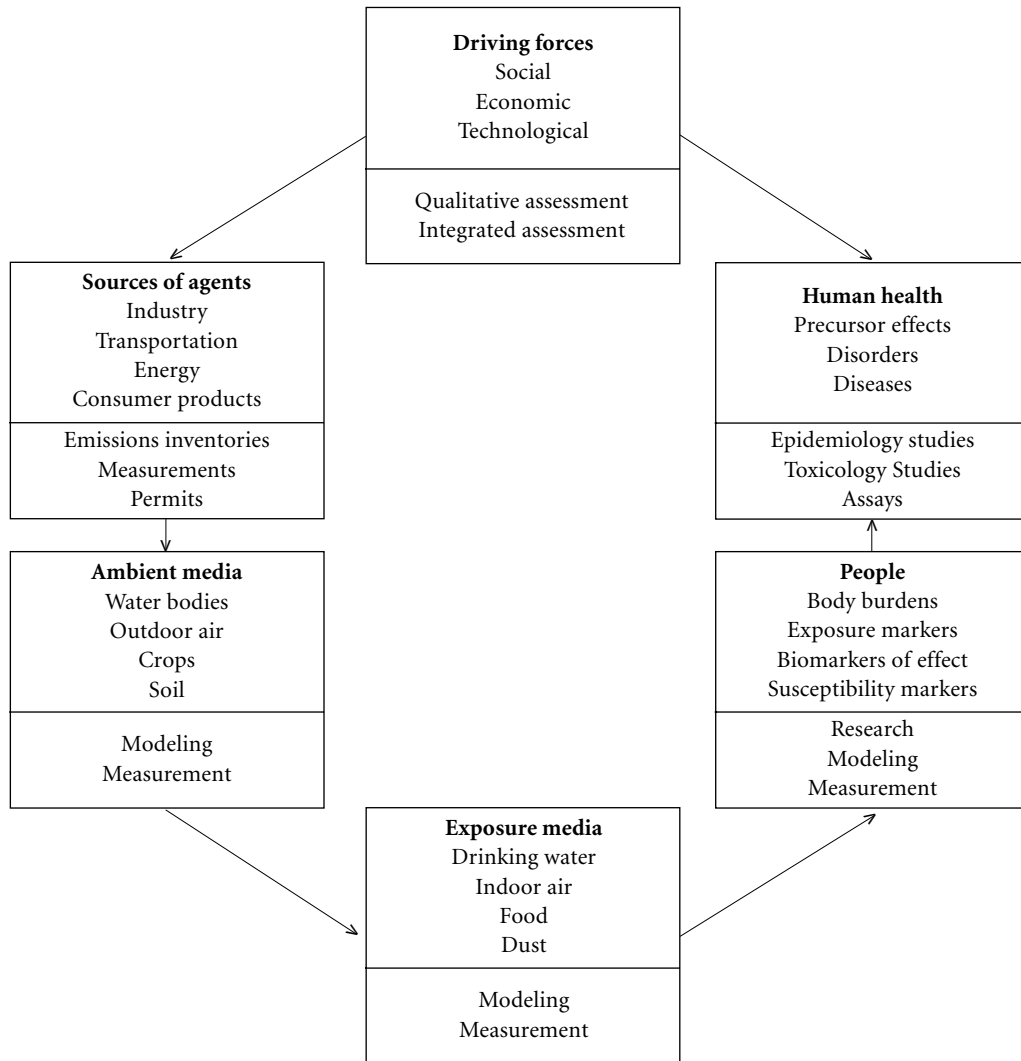 Driving forces
Social
Economic
Technological
Qualitative assessment
Integrated assessment
Sources of agents
Industry
Transportation
Energy
Consumer products
Emissions inventories
Measurements
Permits
Human health
Precursor effects
Disorders
Diseases
Epidemiology studies
Toxicology Studies
Assays
Ambient media
Water bodies
Outdoor air
Crops
Soil
Modeling
Measurement
People
Body burdens
Exposure markers
Biomarkers of effect
Susceptibility markers
Research
Modeling
Measurement
Exposure media
Drinking water
Indoor air
Food
Dust
Modeling
Measurement